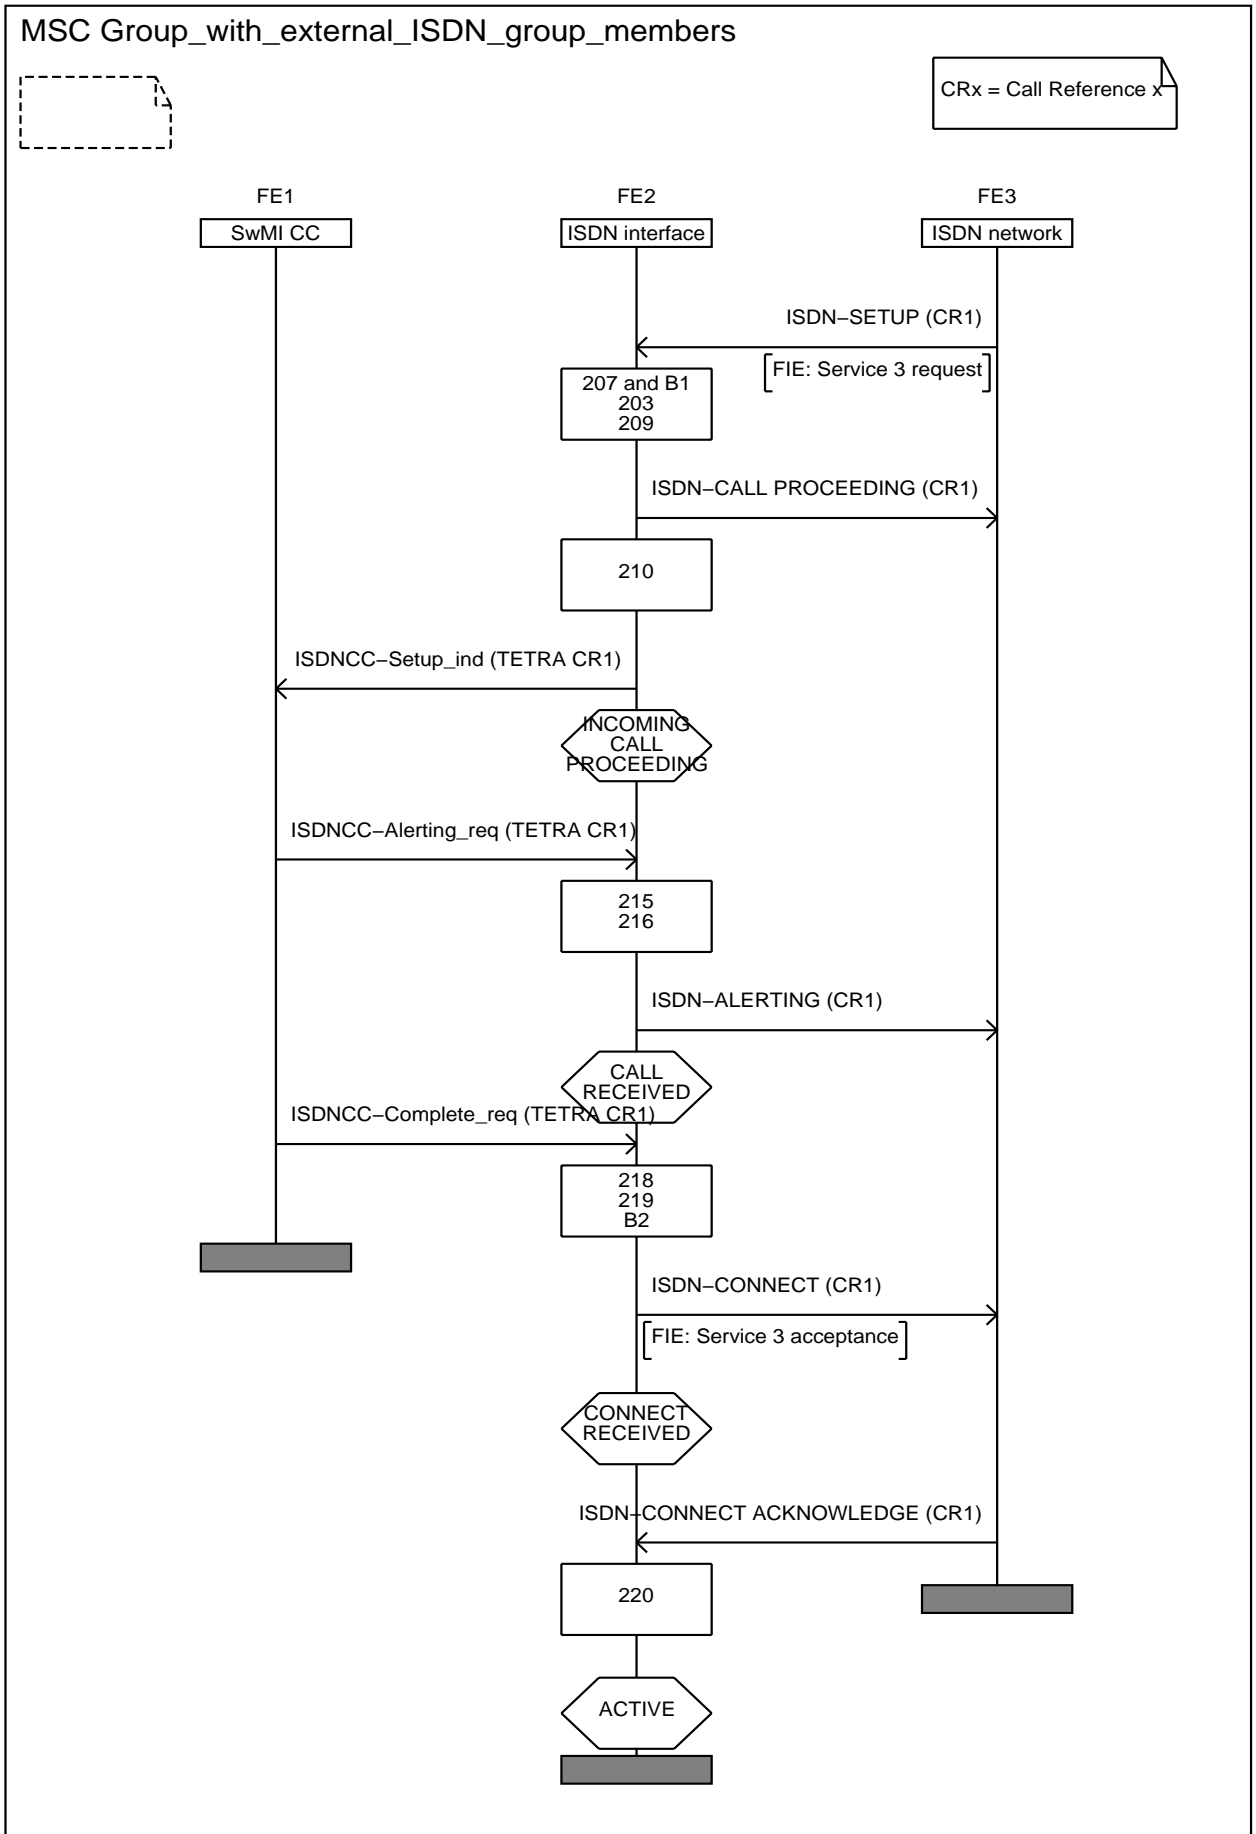 MSC Group_with_external_ISDN_group_members
CRx = Call Reference x
FE1
FE2
FE3
SwMI CC
ISDN interface
ISDN network
ISDN−SETUP (CR1)
FIE: Service 3 request
207 and B1
203
209
ISDN−CALL PROCEEDING (CR1)
210
ISDNCC−Setup_ind (TETRA CR1)
INCOMING
CALL
PROCEEDING
ISDNCC−Alerting_req (TETRA CR1)
215
216
ISDN−ALERTING (CR1)
CALL
RECEIVED
ISDNCC−Complete_req (TETRA CR1)
218
219
B2
ISDN−CONNECT (CR1)
FIE: Service 3 acceptance
CONNECT
RECEIVED
ISDN−CONNECT ACKNOWLEDGE (CR1)
220
ACTIVE